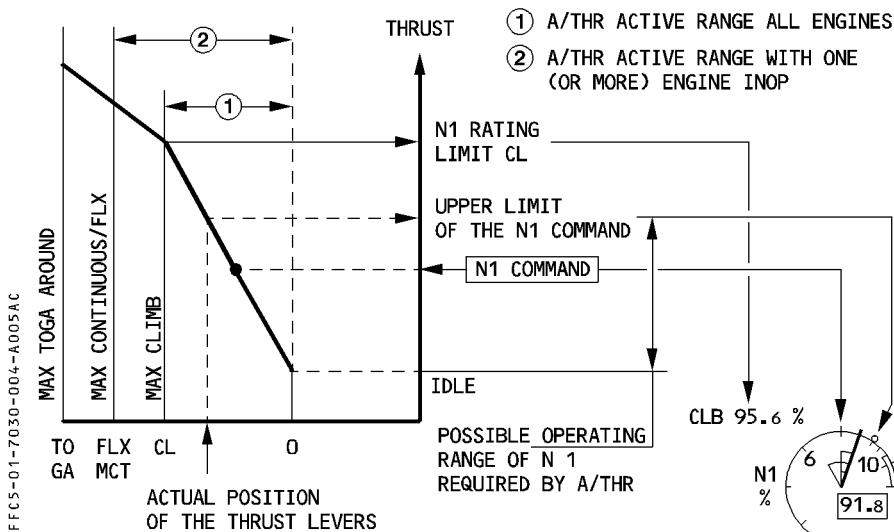 ① A/THR ACTIVE RANGE ALL ENGINES
② A/THR ACTIVE RANGE WITH ONE
(OR MORE) ENGINE INOP
②
①
THRUST
N1 RATING
LIMIT CL
UPPER LIMIT
OF THE N1 COMMAND
N1 COMMAND
IDLE
MAX TOGA AROUND
MAX CONTINUOUS/FLX
MAX CLIMB
TO
GA
FLX
MCT
CL
0
ACTUAL POSITION
OF THE THRUST LEVERS
POSSIBLE OPERATING
RANGE OF N 1
REQUIRED BY A/THR
CLB 95.6 %
N1
%
6
10
91.8
FFC5-01-7030-004-A005AC